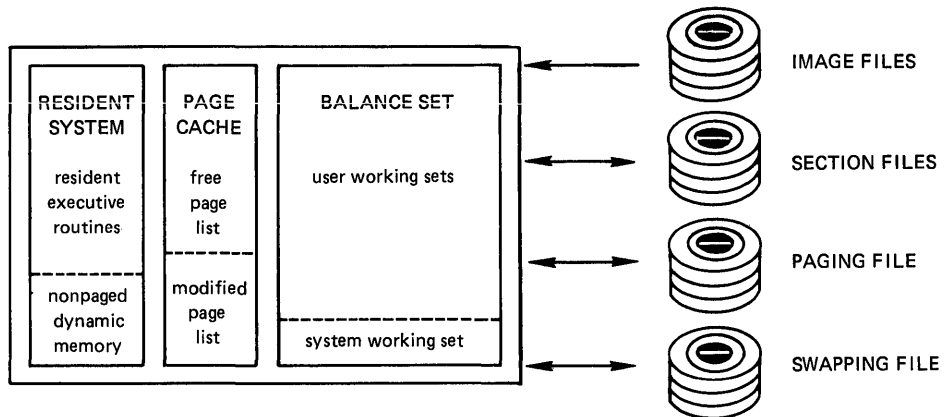 RESIDENT
SYSTEM
resident
executive
routines
nonpaged
dynamic
memory
PAGE
CACHE
free
page
list
modified
page
list
BALANCE SET
user working sets
system working set
IMAGE FILES
SECTION FILES
PAGING FILE
SWAPPING FILE